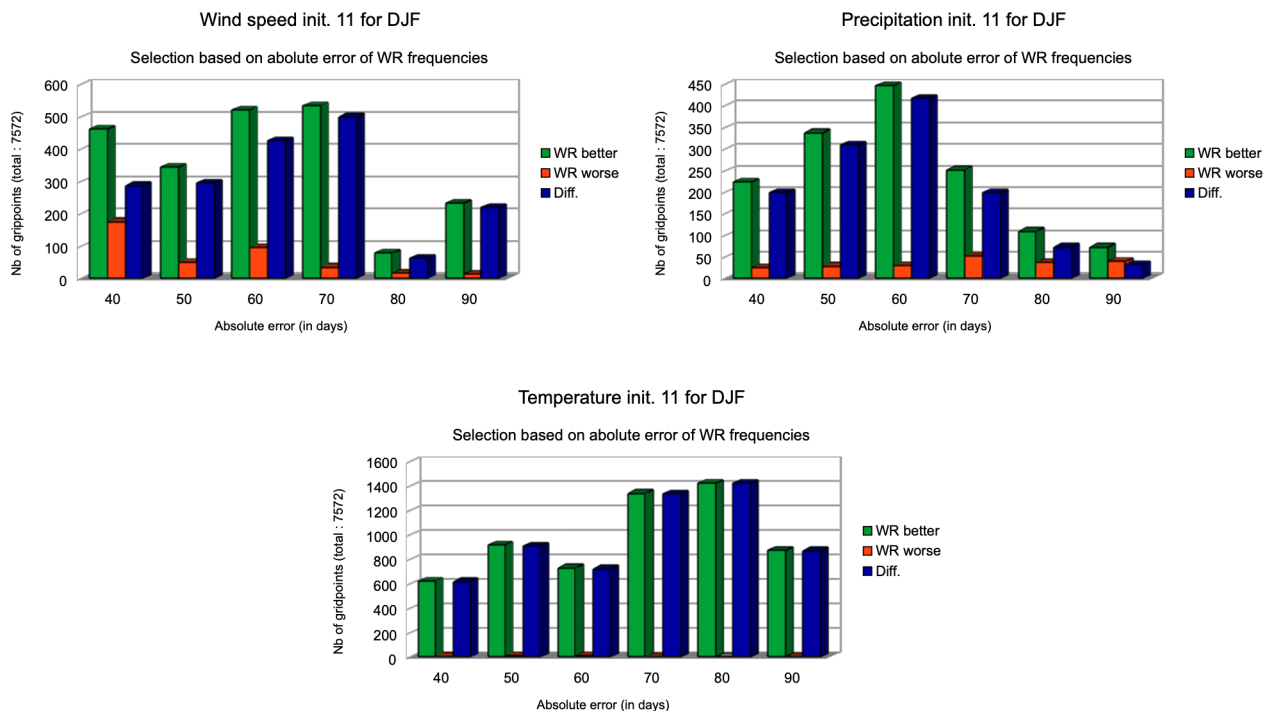 Wind speed init. 11 for DJF
Selection based on abolute error of WR frequencies
Nb of grippoints (total : 7572)
600
500
400
300
200
100
0
40 50 60 70 80 90
Absolute error (in days)
WR better
WR worse
Diff.
Precipitation init. 11 for DJF
Selection based on abolute error of WR frequencies
Nb of gridpoints (total : 7572)
450
400
350
300
250
200
150
100
50
0
40 50 60 70 80 90
Absolute error (in days)
WR better
WR worse
Diff.
Temperature init. 11 for DJF
Selection based on abolute error of WR frequencies
Nb of gridpoints (total : 7572)
1600
1400
1200
1000
800
600
400
200
0
40 50 60 70 80 90
Absolute error (in days)
WR better
WR worse
Diff.